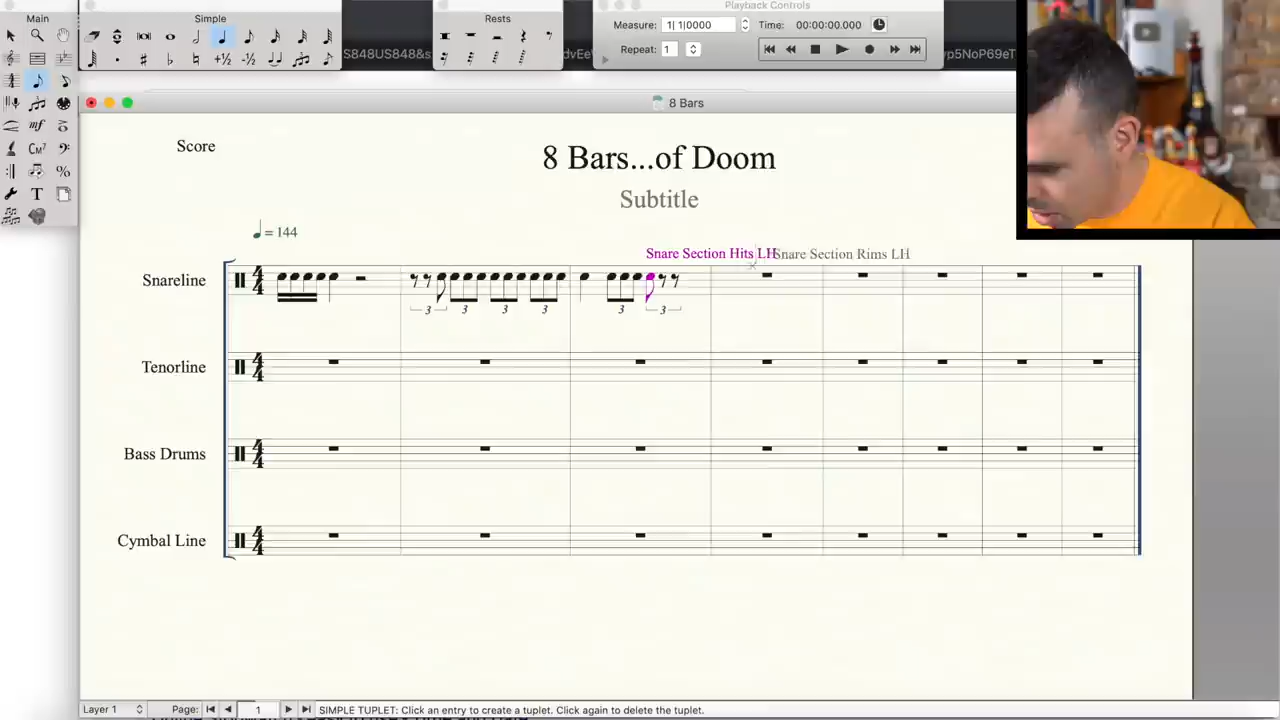 Playback Controls
Main
Simple
Rests
Measure: 1| 1|0000
Time: 00:00:00.000
Repeat: 1
S848US848&s
8 Bars
Score
8 Bars...of Doom
Subtitle
= 144
Snare Section Hits LH
Snare Section Rims LH
Snareline
3 3 3 3 3 3
Tenorline
Bass Drums
Cymbal Line
Layer 1
Page: 1
SIMPLE TUPLET: Click an entry to create a tuplet. Click again to delete the tuplet.